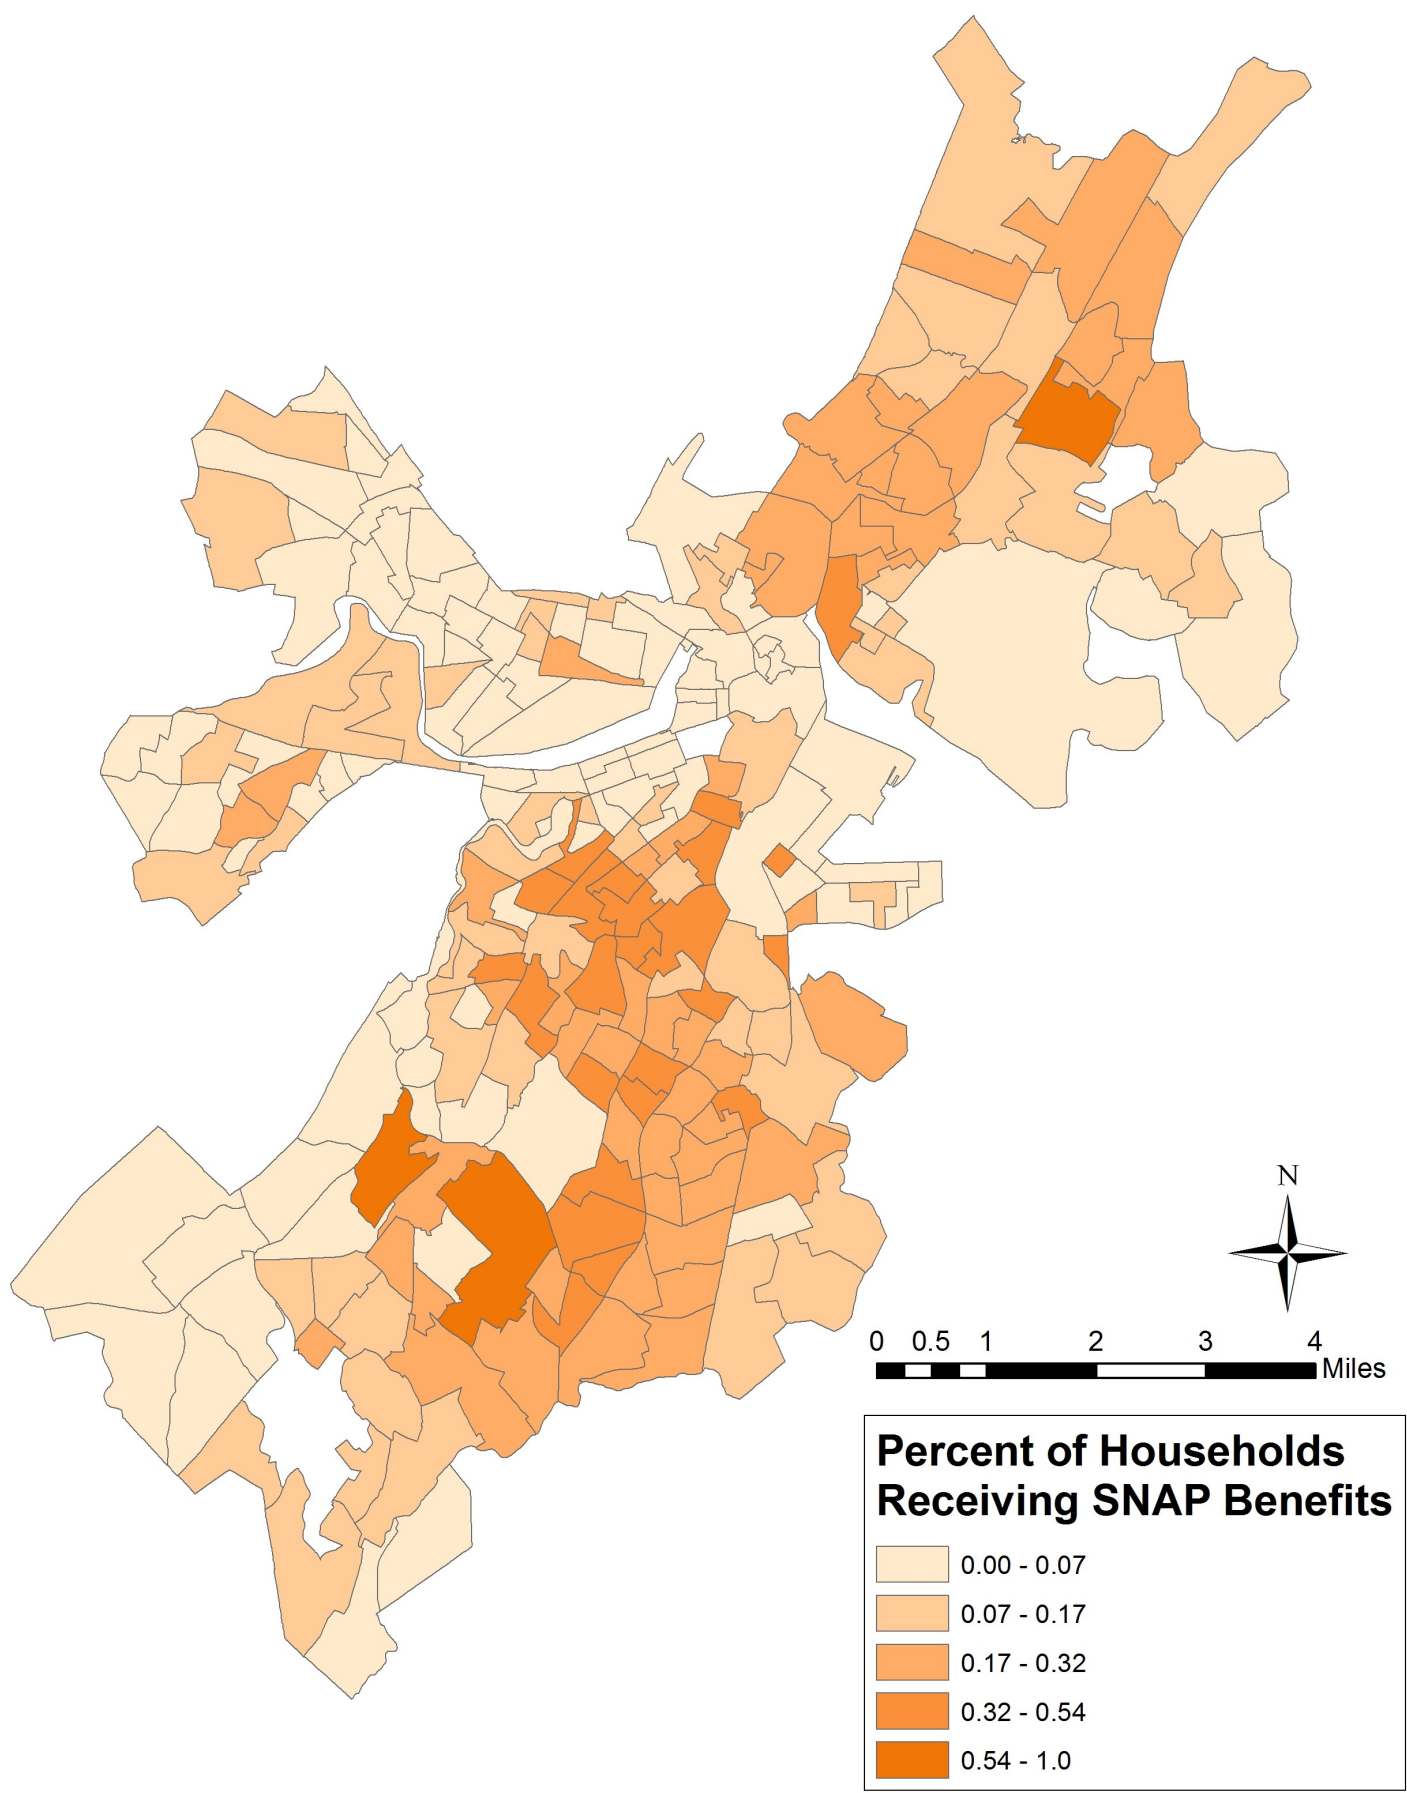 N
0 0.5 1 2 3 4
Miles
Percent of Households
Receiving SNAP Benefits
0.00 - 0.07
0.07 - 0.17
0.17 - 0.32
0.32 - 0.54
0.54 - 1.0